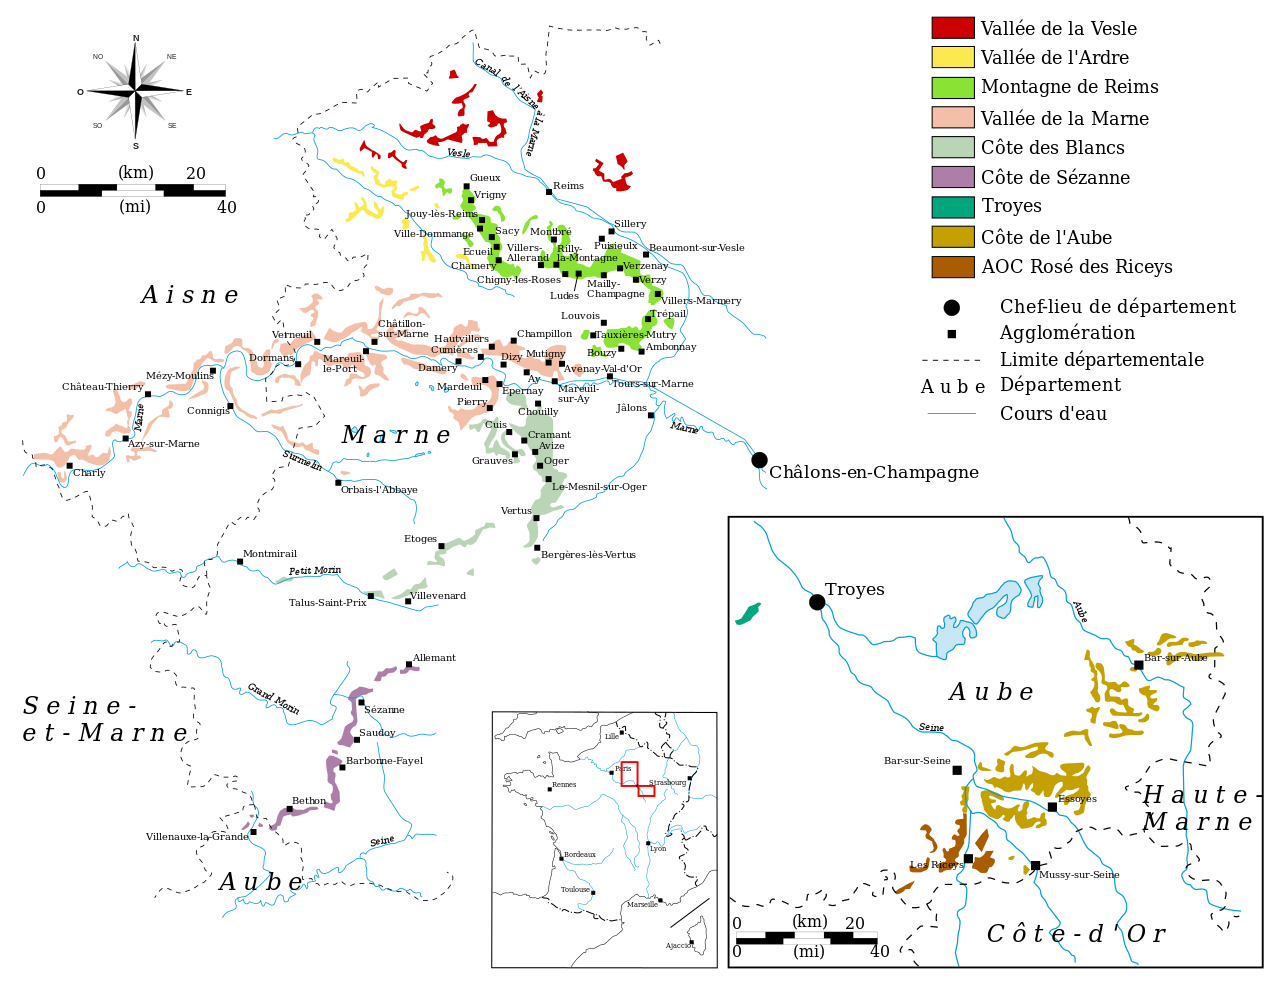 N
NO
NE
O
E
SO
SE
S
0
(km)
20
0
(mi)
40
Vallée de la Vesle
Vallée de l'Ardre
Montagne de Reims
Vallée de la Marne
Côte des Blancs
Côte de Sézanne
Troyes
Côte de l'Aube
AOC Rosé des Riceys
Chef-lieu de département
Agglomération
Limite départementale
Aube Département
Cours d'eau
Canal de l'Aisne à la Marne
Vesle
Gueux
Reims
Vrigny
Jouy-lès-Reims
Sillery
Ville-Dommange
Sacy
Montbré
Puisieulx
Beaumont-sur-Vesle
Ecueil
Villers-
Allerand
Rilly-
la-Montagne
Chamery
Verzenay
Chigny-les-Roses
Verzy
Ludes
Mailly-
Champagne
Villers-Marmery
Aisne
Louvois
Trépail
Châtillon-
sur-Marne
Verneuil
Hautvillers
Champillon
Tauxières-Mutry
Cumières
Bouzy
Ambonnay
Dormans
Mareuil-
le-Port
Dizy
Mutigny
Damery
Avenay-Val-d'Or
Mézy-Moulins
Ay
Tours-sur-Marne
Château-Thierry
Mardeuil
Epernay
Mareuil-
sur-Ay
Connigis
Pierry
Chouilly
Jâlons
Marne
Cuis
Marne
Marne
Azy-sur-Marne
Cramant
Avize
Surmelin
Grauves
Oger
Charly
Châlons-en-Champagne
Orbais-l'Abbaye
Le-Mesnil-sur-Oger
Vertus
Etoges
Montmirail
Bergères-lès-Vertus
Petit Morin
Talus-Saint-Prix
Villevenard
Allemant
Grand Morin
Seine-
et-Marne
Sézanne
Saudoy
Barbonne-Fayel
Bethon
Villenauxe-la-Grande
Seine
Aube
Lille
Paris
Strasbourg
Rennes
Lyon
Bordeaux
Toulouse
Marseille
Ajaccio
Troyes
Aube
Bar-sur-Aube
Aube
Seine
Bar-sur-Seine
Essoyes
Haute-
Marne
Les Riceys
Mussy-sur-Seine
Côte-d'Or
0
(km)
20
0
(mi)
40